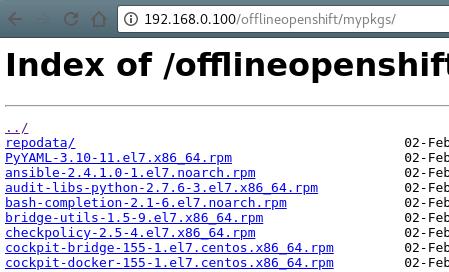 192.168.0.100/offlineopenshift/mypkgs/
Index of /offlineopenshift
../
repodata/ 02-Feb
PyYAML-3.10-11.el7.x86_64.rpm 02-Feb
ansible-2.4.1.0-1.el7.noarch.rpm 02-Feb
audit-libs-python-2.7.6-3.el7.x86_64.rpm 02-Feb
bash-completion-2.1-6.el7.noarch.rpm 02-Feb
bridge-utils-1.5-9.el7.x86_64.rpm 02-Feb
checkpolicy-2.5-4.el7.x86_64.rpm 02-Feb
cockpit-bridge-155-1.el7.centos.x86_64.rpm 02-Feb
cockpit-docker-155-1.el7.centos.x86_64.rpm 02-Feb